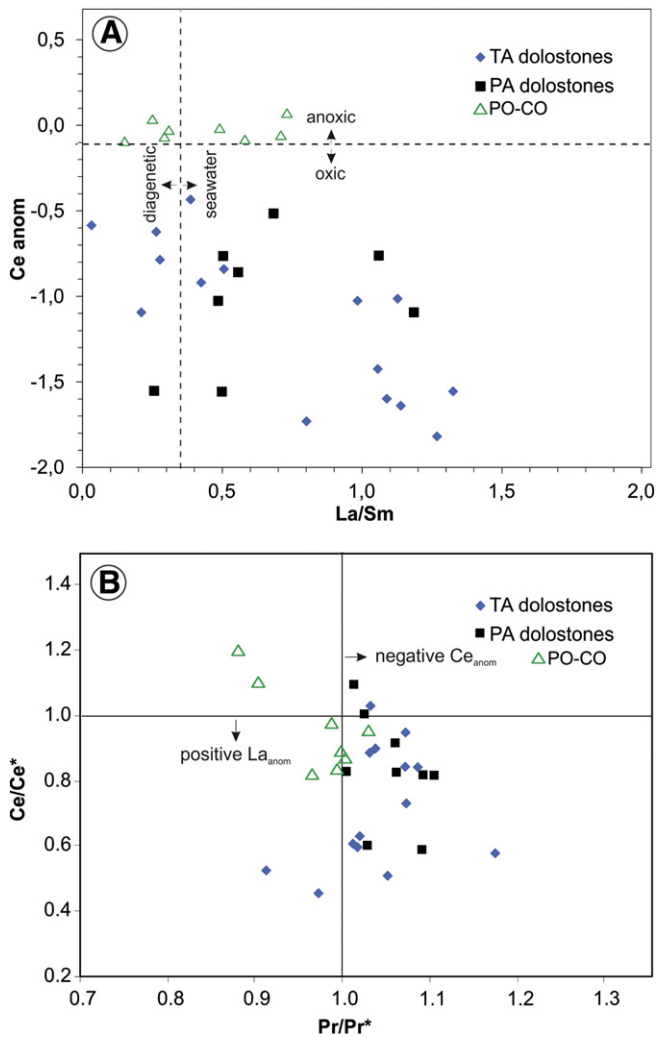 A
TA dolostones
PA dolostones
PO-CO
anoxic
oxic
diagenetic
seawater
0,5
0,0
-0,5
-1,0
-1,5
-2,0
Ce anom
0,0 0,5 1,0 1,5 2,0
La/Sm
B
TA dolostones
PA dolostones
PO-CO
negative Ceanom
positive Laanom
1.4
1.2
1.0
0.8
0.6
0.4
0.2
Ce/Ce*
0.7 0.8 0.9 1.0 1.1 1.2 1.3
Pr/Pr*